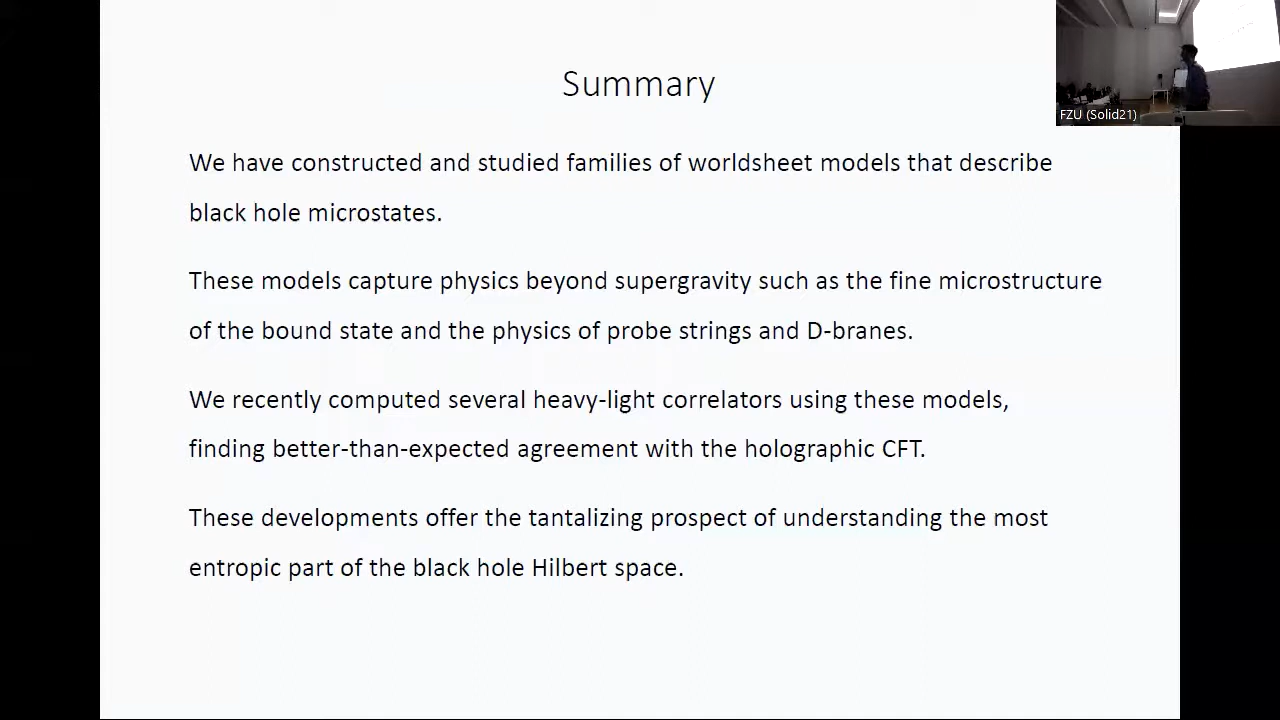 Summary
FZU (Solid21)
We have constructed and studied families of worldsheet models that describe
black hole microstates.
These models capture physics beyond supergravity such as the fine microstructure
of the bound state and the physics of probe strings and D-branes.
We recently computed several heavy-light correlators using these models,
finding better-than-expected agreement with the holographic CFT.
These developments offer the tantalizing prospect of understanding the most
entropic part of the black hole Hilbert space.